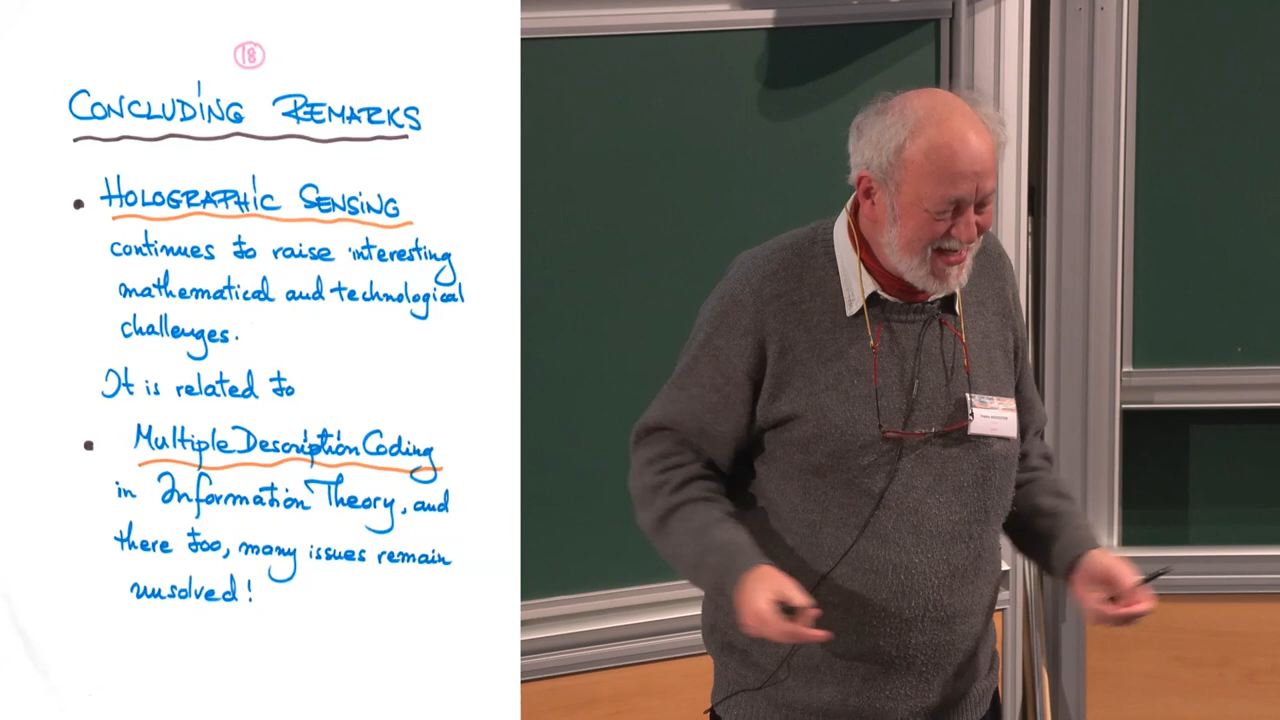 18
CONCLUDING REMARKS
• HOLOGRAPHIC SENSING
continues to raise interesting
mathematical and technological
challenges.
It is related to
• Multiple Description Coding
in Information Theory, and
there too, many issues remain
unsolved!